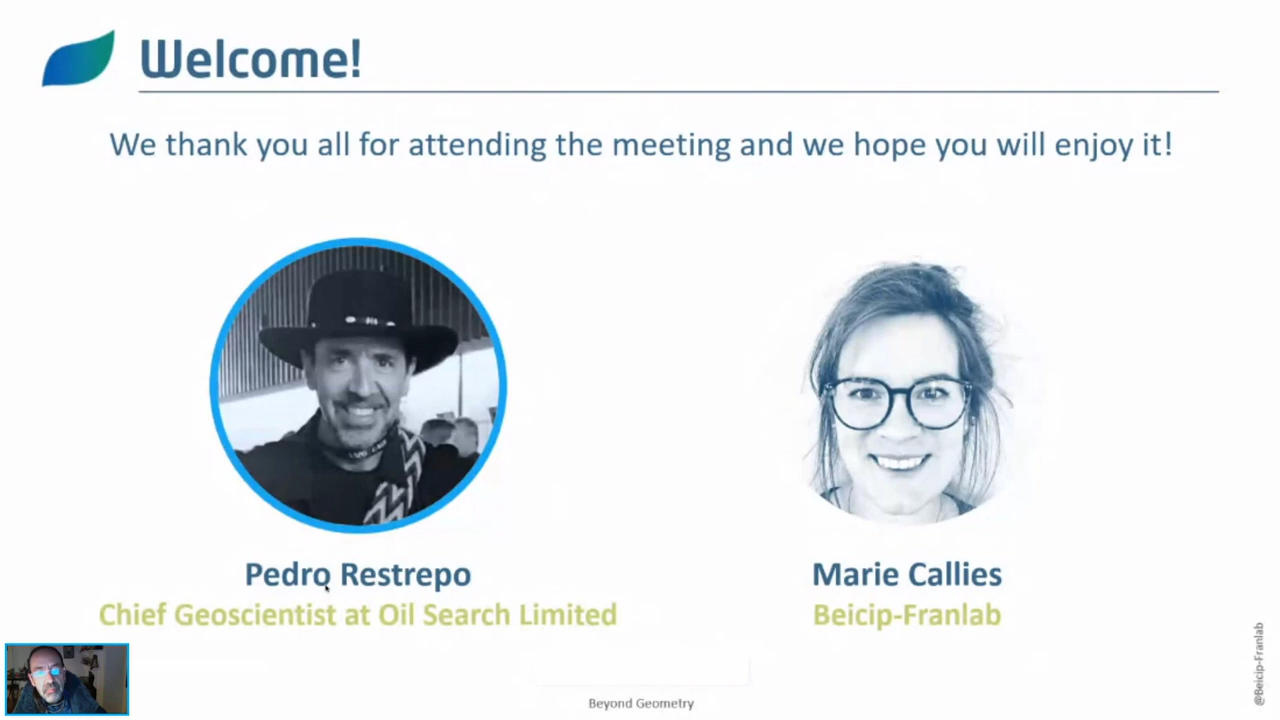 Welcome!
We thank you all for attending the meeting and we hope you will enjoy it!
Pedro Restrepo
Chief Geoscientist at Oil Search Limited
Marie Callies
Beicip-Franlab
Beyond Geometry
@Beicip-Franlab